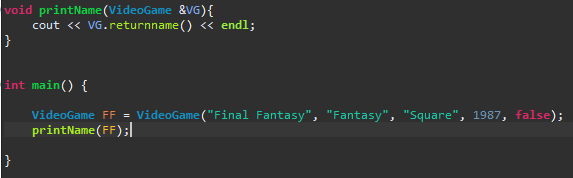 void printName(VideoGame &VG){
    cout << VG.returnname() << endl;
}
int main() {
    VideoGame FF = VideoGame("Final Fantasy", "Fantasy", "Square", 1987, false);
    printName(FF);
}